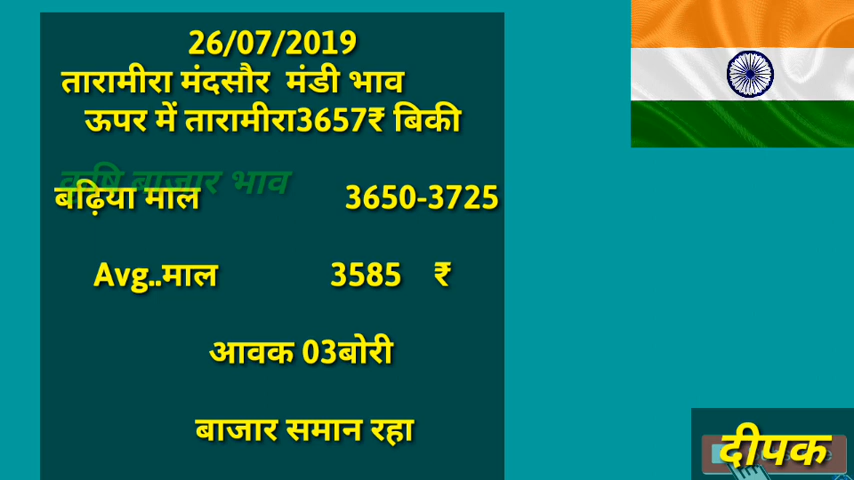 26/07/2019
तारामीरा मंदसौर मंडी भाव
ऊपर में तारामीरा3657₹ बिकी
कृषि बाजार भाव
बढ़िया माल 3650-3725
Avg..माल 3585 ₹
आवक 03बोरी
बाजार समान रहा
दीपक